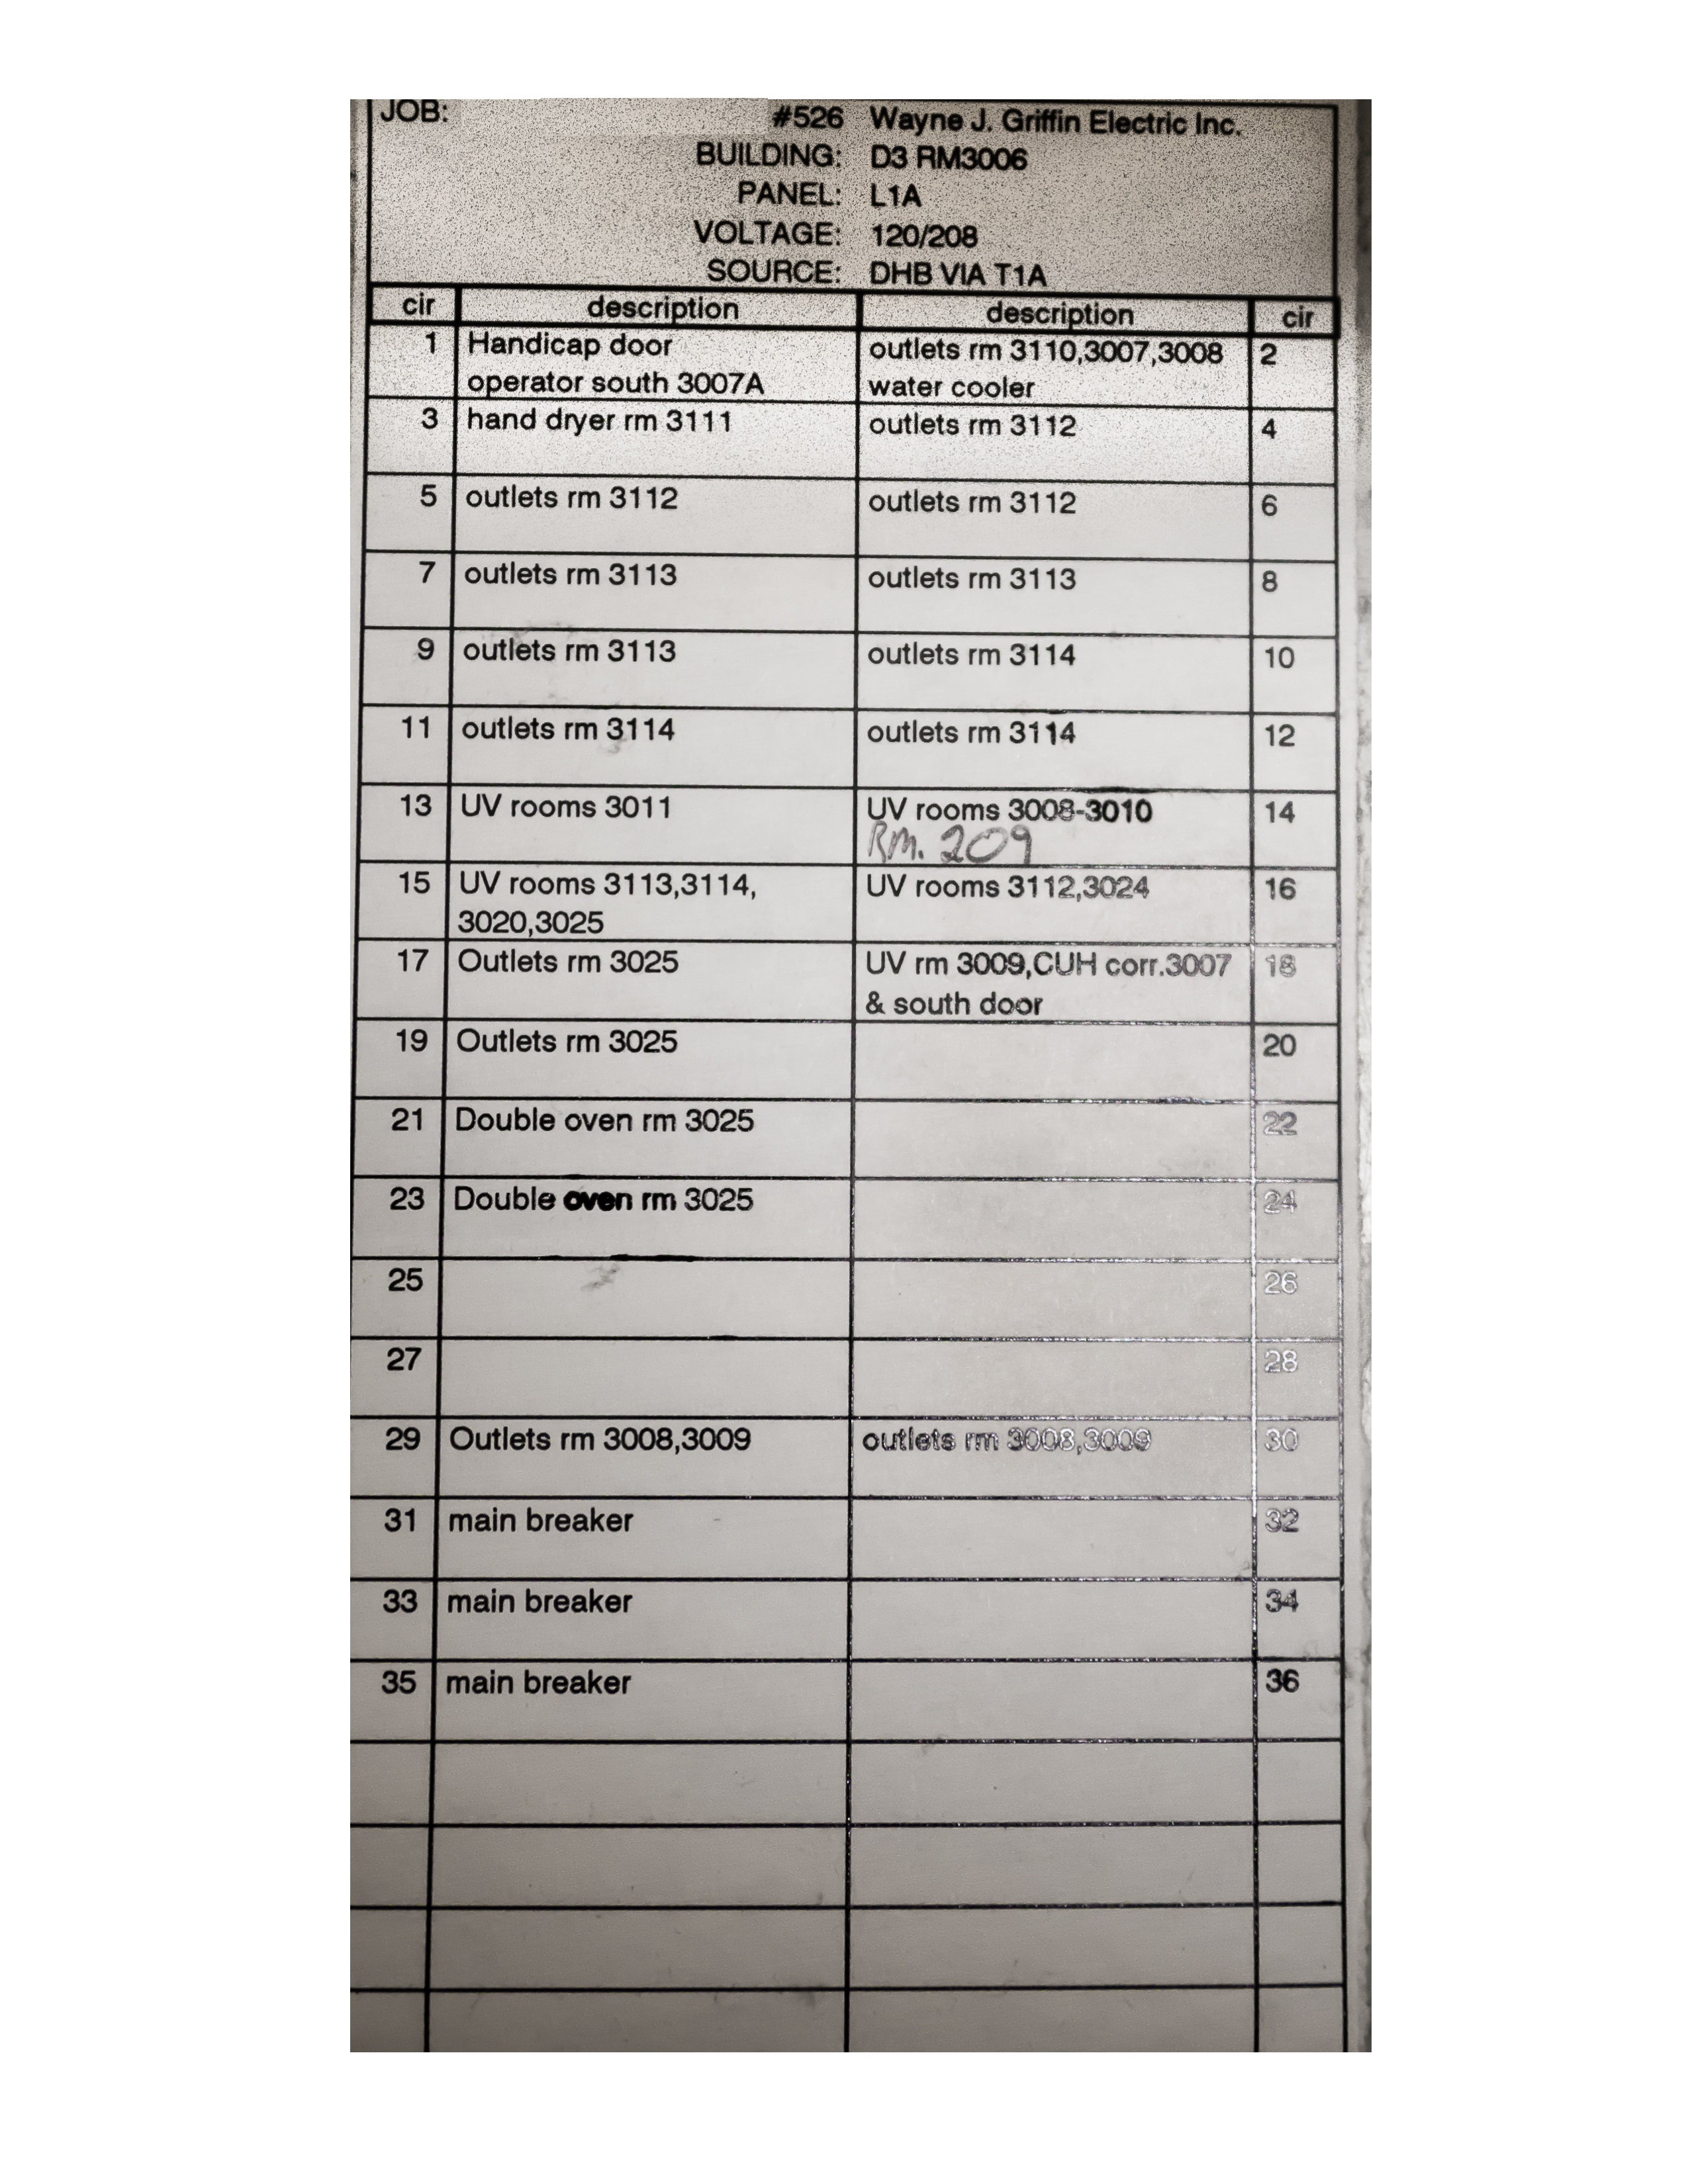 JOB: #526 Wayne J. Griffin Electric Inc.
BUILDING: D3 RM3006
PANEL: L1A
VOLTAGE: 120/208
SOURCE: DHB VIA T1A
cir description description cir
1 Handicap door outlets rm 3110,3007,3008 2
operator south 3007A water cooler
3 hand dryer rm 3111 outlets rm 3112 4
5 outlets rm 3112 outlets rm 3112 6
7 outlets rm 3113 outlets rm 3113 8
9 outlets rm 3113 outlets rm 3114 10
11 outlets rm 3114 outlets rm 3114 12
13 UV rooms 3011 UV rooms 3008-3010 14
Rm. 209
15 UV rooms 3113,3114, UV rooms 3112,3024 16
3020,3025
17 Outlets rm 3025 UV rm 3009,CUH corr.3007 18
& south door
19 Outlets rm 3025 20
21 Double oven rm 3025 22
23 Double oven rm 3025 24
25 26
27 28
29 Outlets rm 3008,3009 outlets rm 3008,3009 30
31 main breaker 32
33 main breaker 34
35 main breaker 36